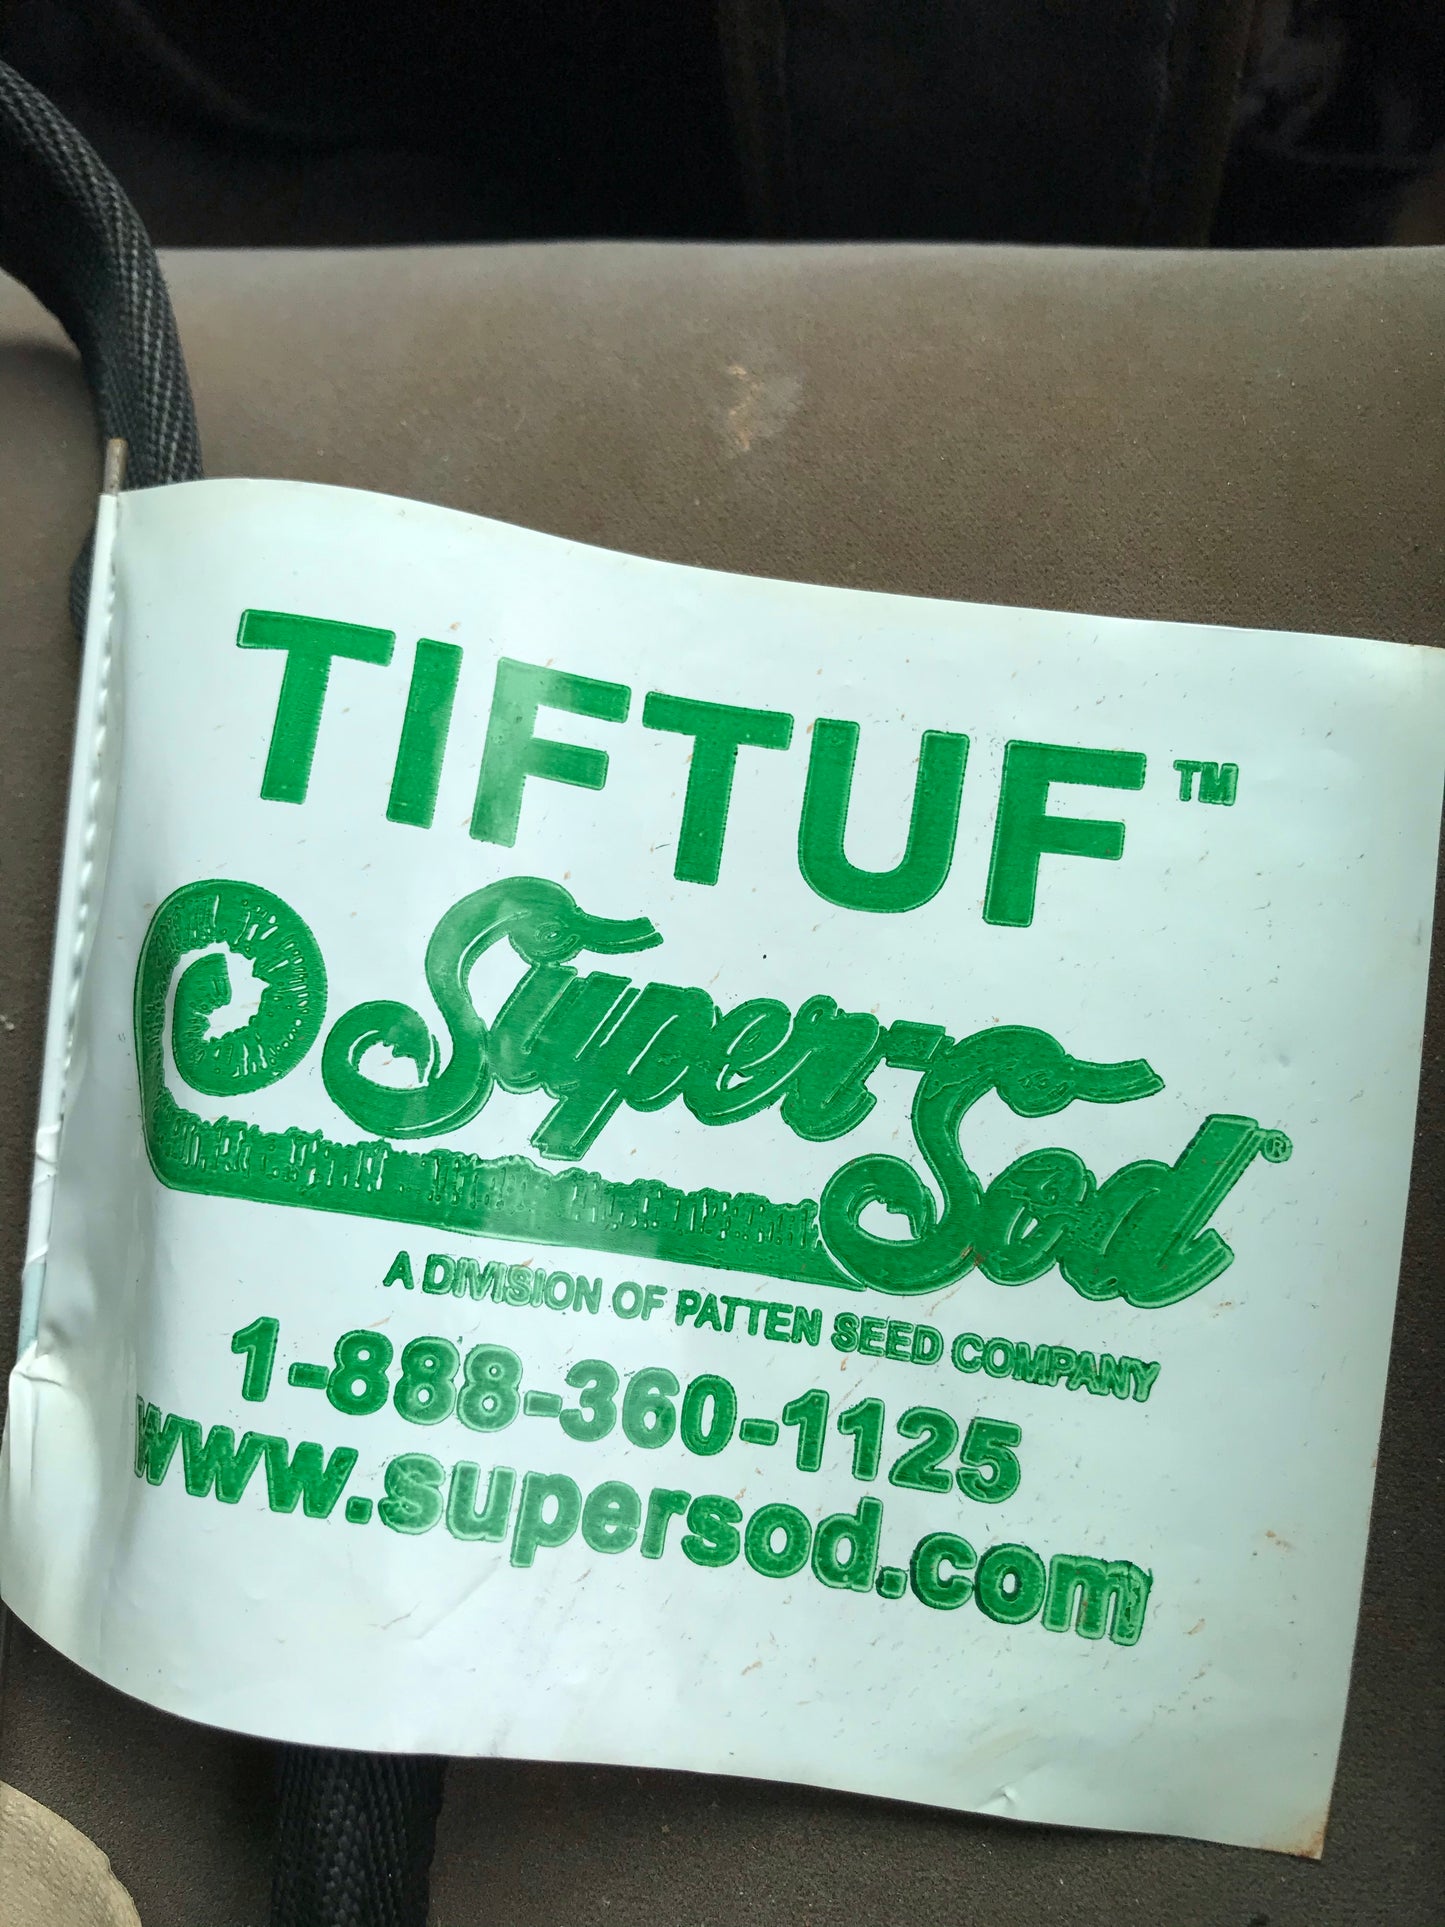 TIFTUF™
Super-Sod®
A DIVISION OF PATTEN SEED COMPANY
1-888-360-1125
www.supersod.com